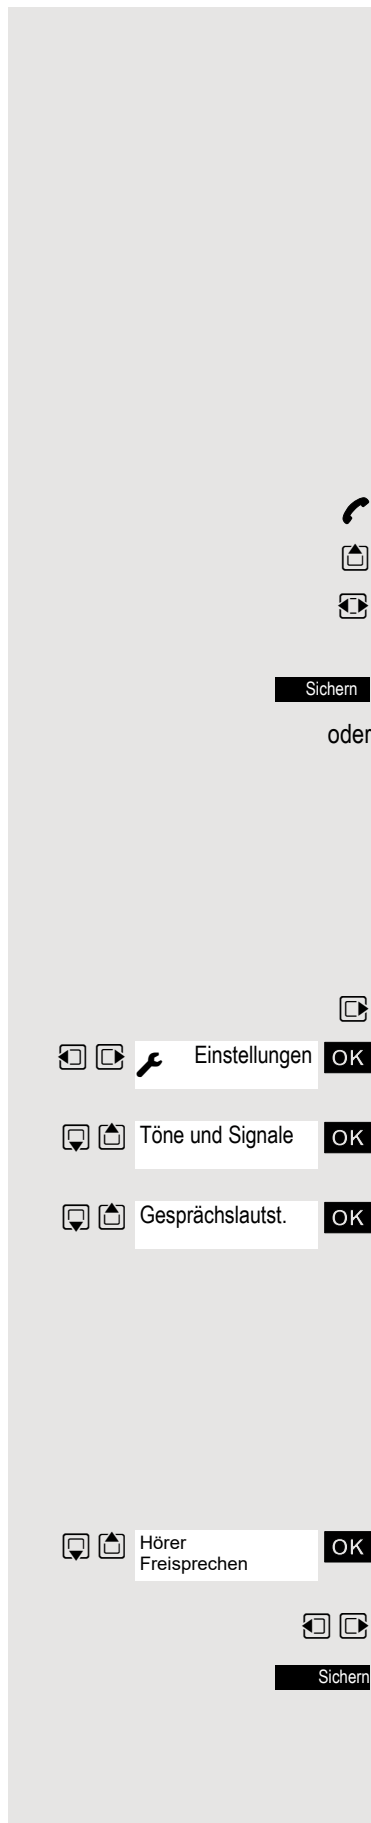 Sichern
oder
Einstellungen OK
Töne und Signale OK
Gesprächslautst. OK
Hörer OK
Freisprechen
Sichern